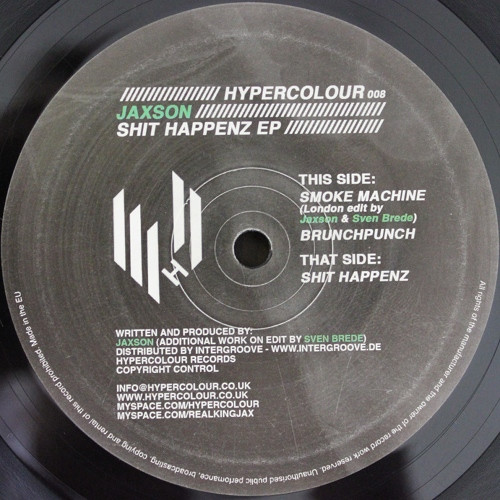 //////////////////// HYPERCOLOUR 008
JAXSON //////////////////////////////////////
SHIT HAPPENZ EP ////////////////////
THIS SIDE:
SMOKE MACHINE
(London edit by
Jaxson & Sven Brede)
BRUNCHPUNCH
THAT SIDE:
SHIT HAPPENZ
H
WRITTEN AND PRODUCED BY:
JAXSON (ADDITIONAL WORK ON EDIT BY SVEN BREDE)
DISTRIBUTED BY INTERGROOVE - WWW.INTERGROOVE.DE
HYPERCOLOUR RECORDS
COPYRIGHT CONTROL
INFO@HYPERCOLOUR.CO.UK
WWW.HYPERCOLOUR.CO.UK
MYSPACE.COM/HYPERCOLOUR
MYSPACE.COM/REALKINGJAX
All rights of the manufacturer and the owner of the record work reserved. Unauthorised public perfomance, broadcasting, copying and rental of this record prohibited. Made in the EU